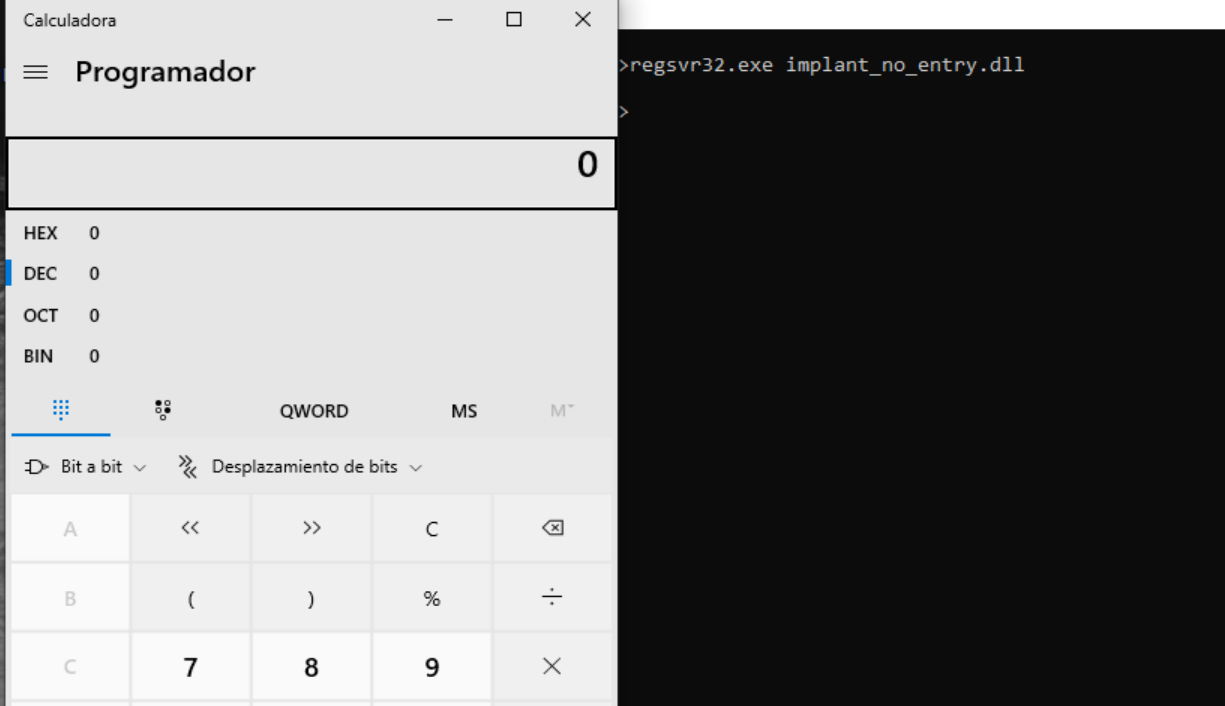 Calculadora
Programador
0
HEX 0
DEC 0
OCT 0
BIN 0
QWORD MS M
Bit a bit Desplazamiento de bits
A << >> C
B ( ) % ÷
C 7 8 9 ×
>regsvr32.exe implant_no_entry.dll
>